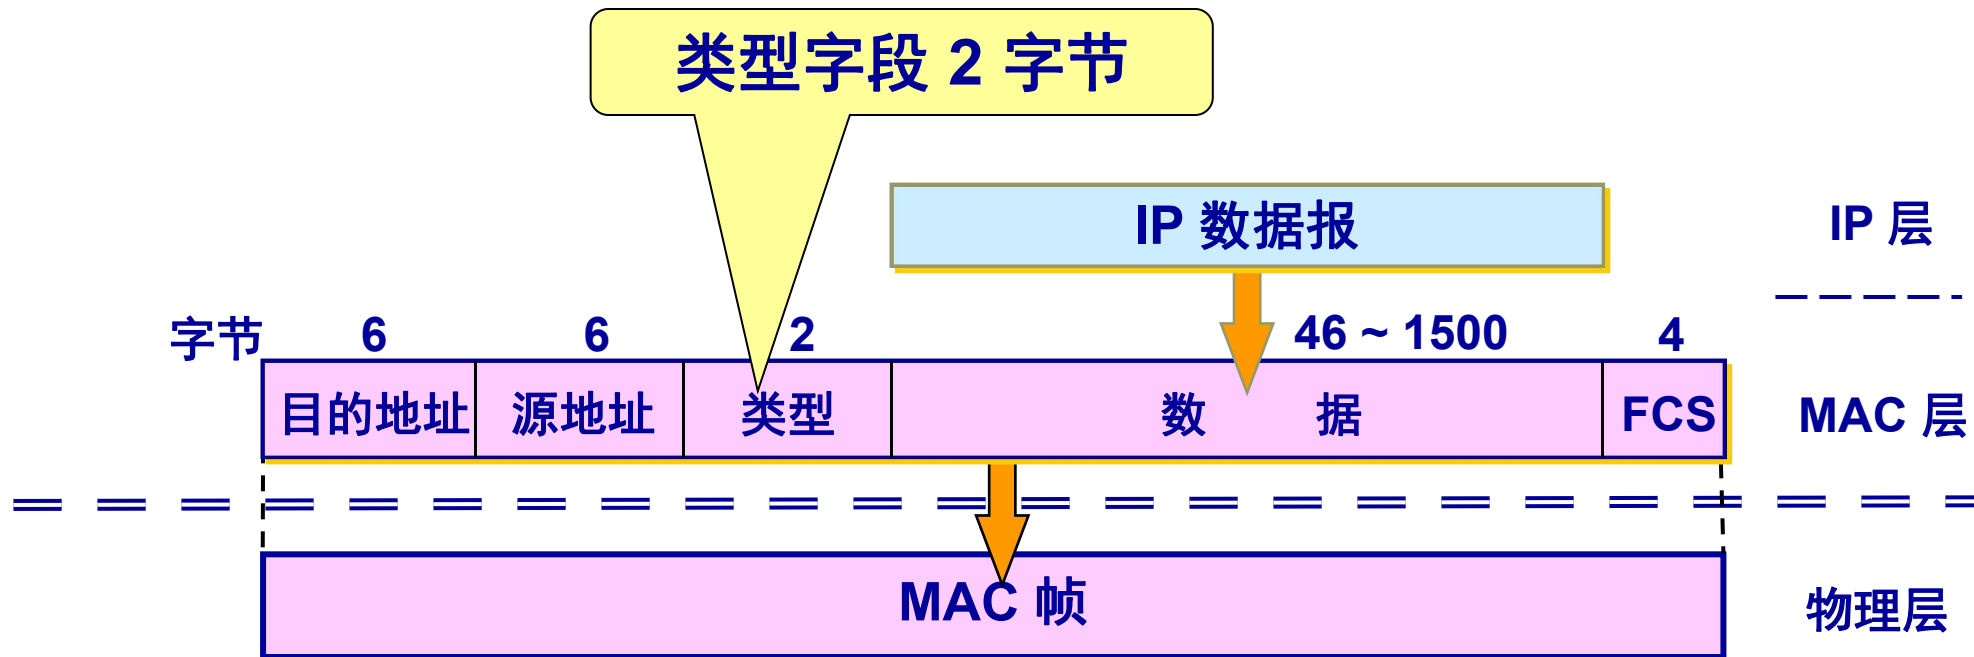 类型字段 2 字节
IP 数据报
IP 层
字节 6 6 2 46 ~ 1500 4
目的地址 源地址 类型 数 据 FCS MAC 层
MAC 帧
物理层